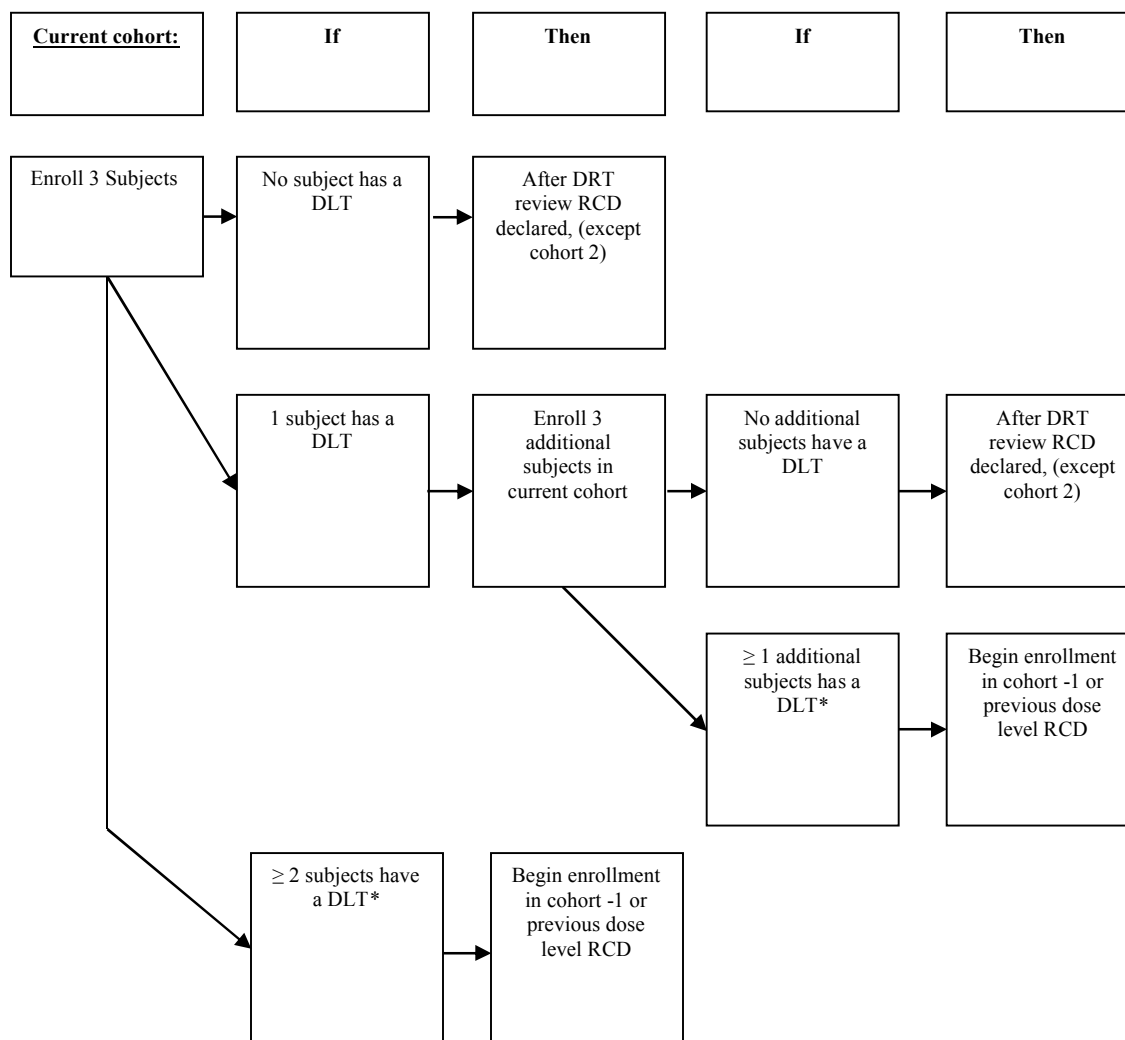 Current cohort:
If
Then
If
Then
Enroll 3 Subjects
No subject has a
DLT
After DRT
review RCD
declared, (except
cohort 2)
1 subject has a
DLT
Enroll 3
additional
subjects in
current cohort
No additional
subjects have a
DLT
After DRT
review RCD
declared, (except
cohort 2)
≥ 1 additional
subjects has a
DLT*
Begin enrollment
in cohort -1 or
previous dose
level RCD
≥ 2 subjects have
a DLT*
Begin enrollment
in cohort -1 or
previous dose
level RCD